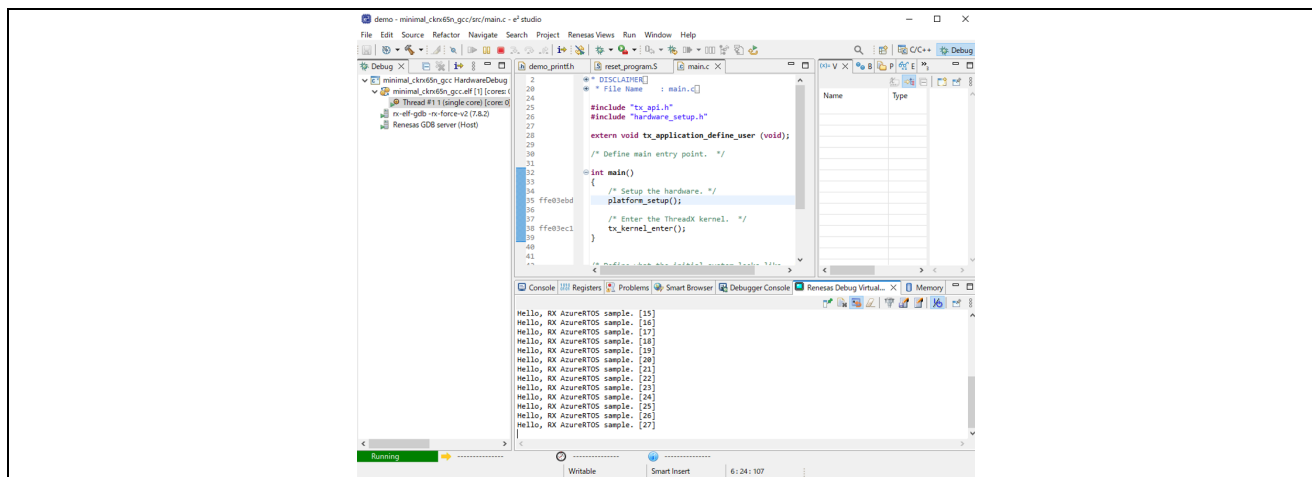 demo - minimal_ckrx65n_gcc/src/main.c - e² studio
File Edit Source Refactor Navigate Search Project Renesas Views Run Window Help
C/C++ Debug
Debug
minimal_ckrx65n_gcc HardwareDebug
minimal_ckrx65n_gcc.elf [1] [cores: 0
Thread #1 1 (single core) [core: 0]
rx-elf-gdb -rx-force-v2 (7.8.2)
Renesas GDB server (Host)
demo_printf.h reset_program.S main.c
2 * DISCLAIMER
20 * File Name : main.c
24
25 #include "tx_api.h"
26 #include "hardware_setup.h"
27
28 extern void tx_application_define_user (void);
29
30 /* Define main entry point. */
31
32 int main()
33 {
34 /* Setup the hardware. */
35 ffe03ebd platform_setup();
36
37 /* Enter the ThreadX kernel. */
38 ffe03ec1 tx_kernel_enter();
39 }
40
41
V B P E
Name Type
Console Registers Problems Smart Browser Debugger Console Renesas Debug Virtual... Memory
Hello, RX AzureRTOS sample. [15]
Hello, RX AzureRTOS sample. [16]
Hello, RX AzureRTOS sample. [17]
Hello, RX AzureRTOS sample. [18]
Hello, RX AzureRTOS sample. [19]
Hello, RX AzureRTOS sample. [20]
Hello, RX AzureRTOS sample. [21]
Hello, RX AzureRTOS sample. [22]
Hello, RX AzureRTOS sample. [23]
Hello, RX AzureRTOS sample. [24]
Hello, RX AzureRTOS sample. [25]
Hello, RX AzureRTOS sample. [26]
Hello, RX AzureRTOS sample. [27]
Running
Writable Smart Insert 6 : 24 : 107